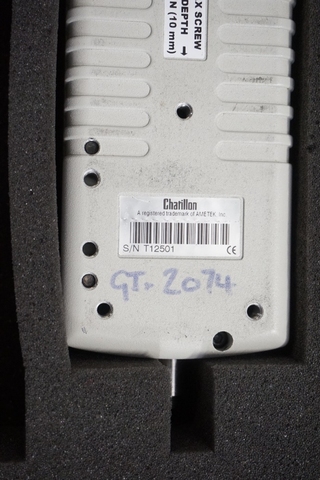 X SCREW
DEPTH →
N (10 mm)
Chatillon
A registered trademark of AMETEK, Inc
S/N T12501
CE
GT. 2074